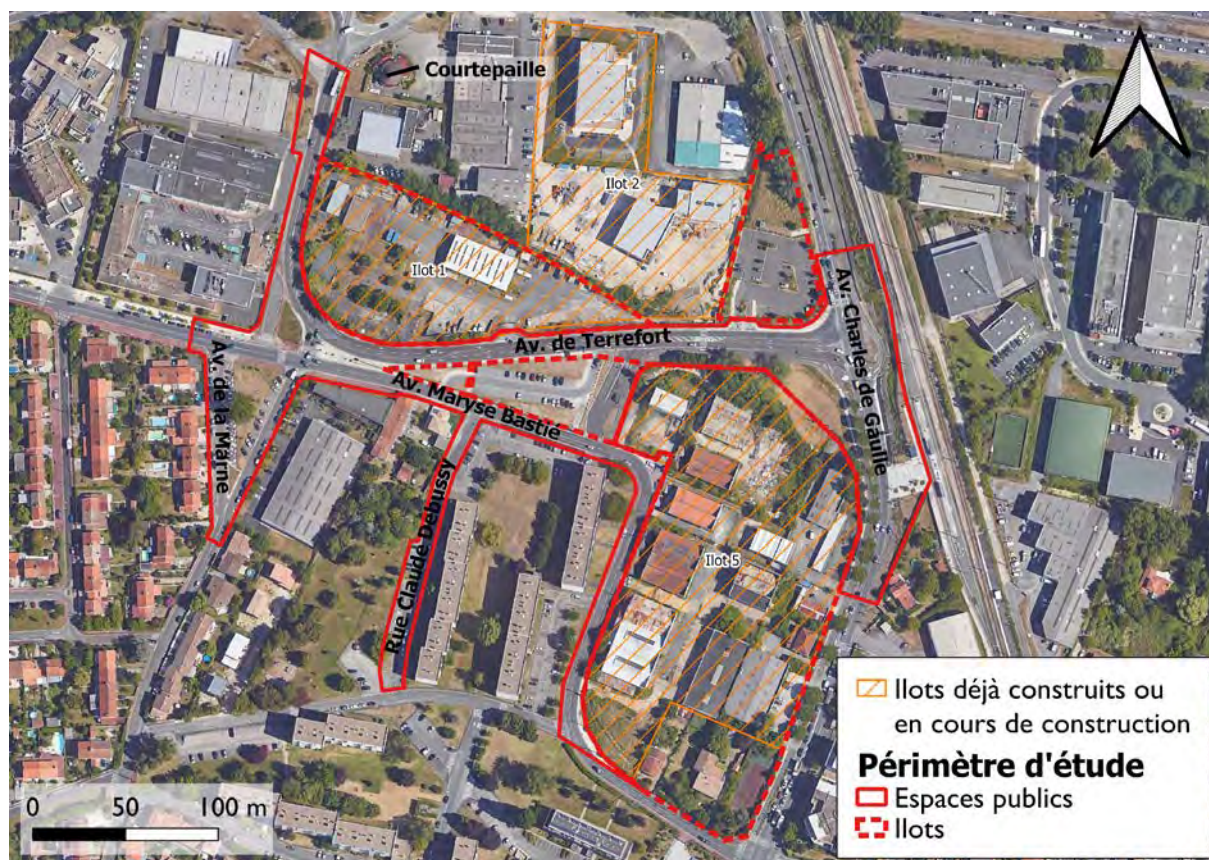 Courtepaille
Ilot 2
Ilot 1
Av. de Terrefort
Av. Charles de Gaulle
Av. Maryse Bastié
Av. de la Marne
Rue Claude Debussy
Ilot 5
Ilots déjà construits ou
en cours de construction
Périmètre d'étude
Espaces publics
Ilots
0 50 100 m